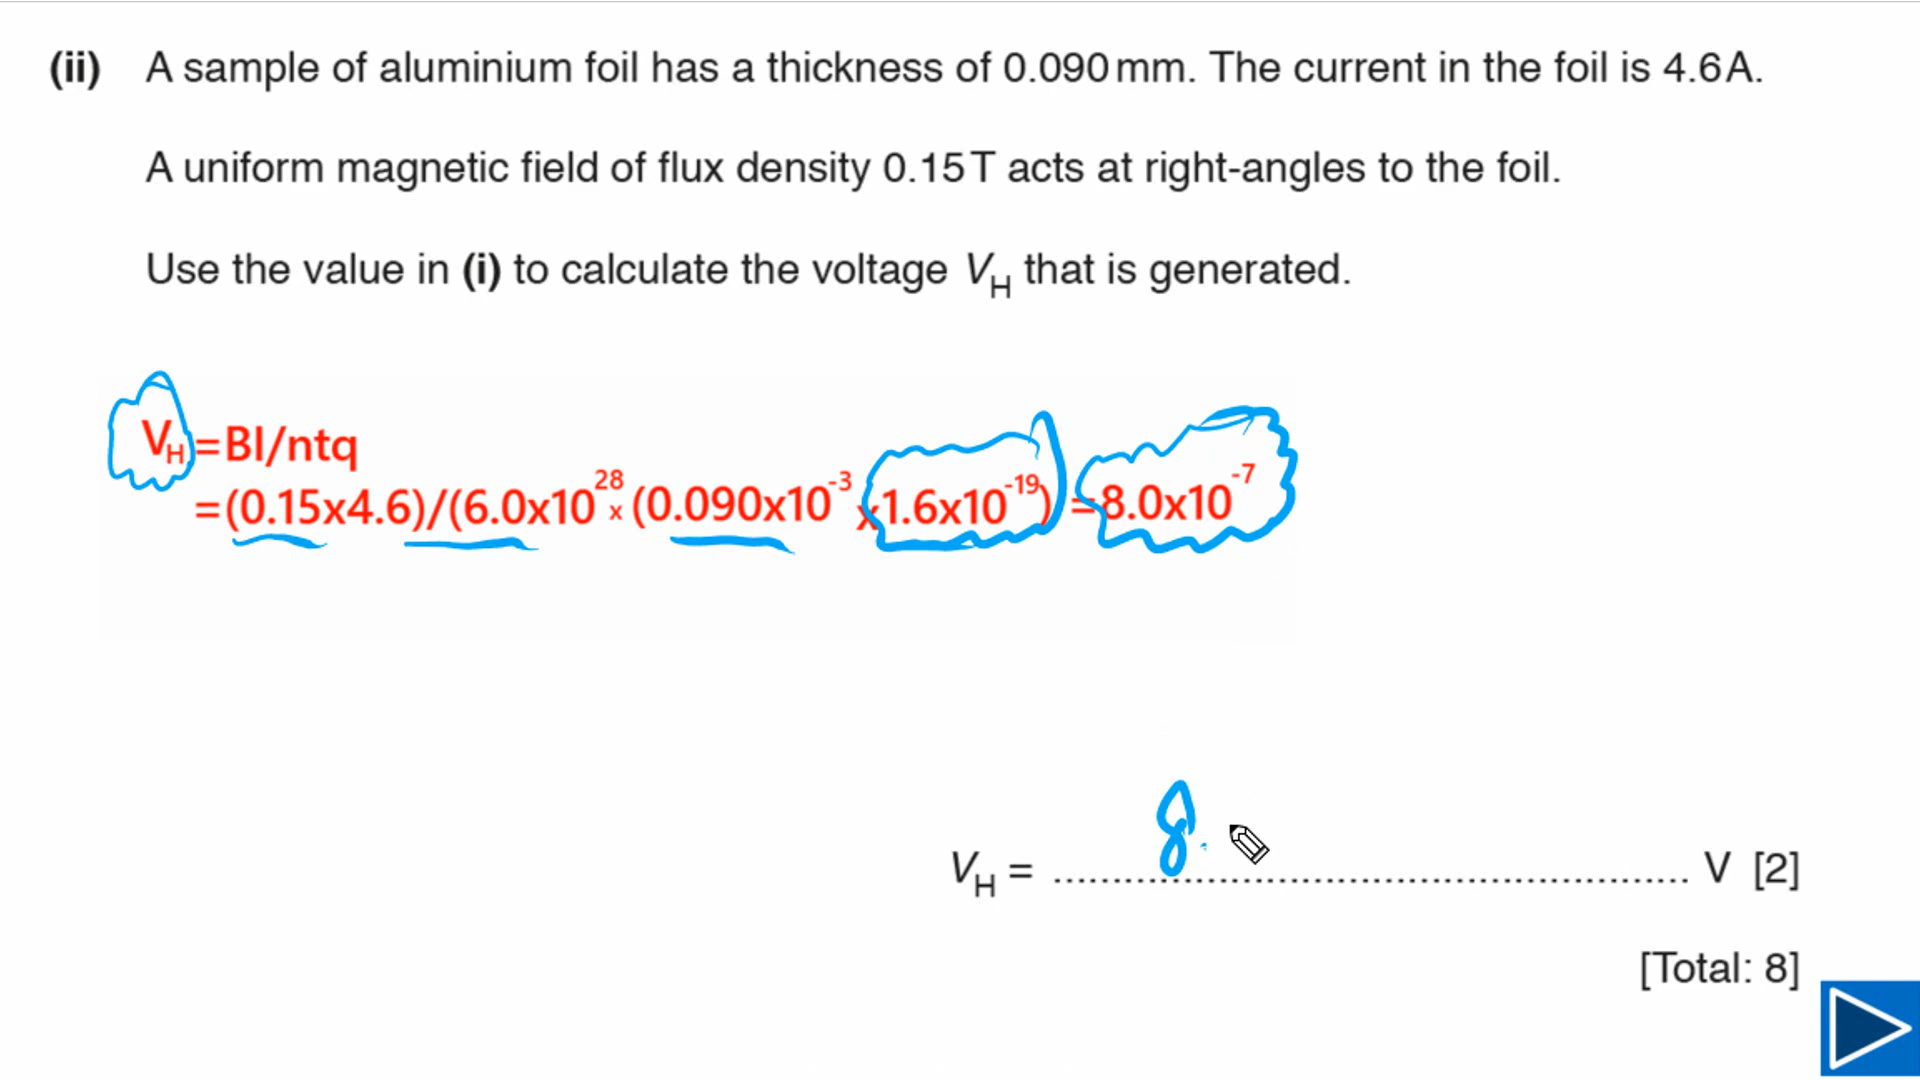 (ii) A sample of aluminium foil has a thickness of 0.090 mm. The current in the foil is 4.6 A.
A uniform magnetic field of flux density 0.15 T acts at right-angles to the foil.
Use the value in (i) to calculate the voltage V_H that is generated.
V_H =BI/ntq
=(0.15x4.6)/(6.0x10^28 x (0.090x10^-3 x1.6x10^-19) =8.0x10^-7
8.
V_H = ........................................................ V [2]
[Total: 8]